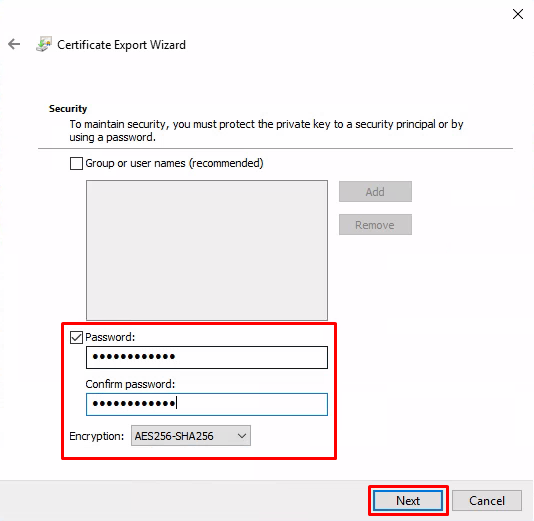 Certificate Export Wizard
Security
To maintain security, you must protect the private key to a security principal or by
using a password.
Group or user names (recommended)
Add
Remove
Password:
●●●●●●●●●●●●
Confirm password:
●●●●●●●●●●●●
Encryption: AES256-SHA256
Next Cancel